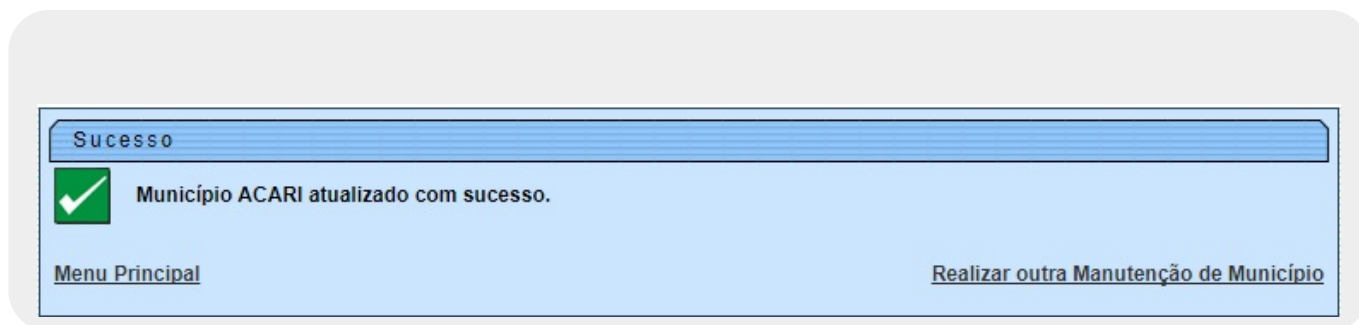 Sucesso
Município ACARI atualizado com sucesso.
Menu Principal
Realizar outra Manutenção de Município